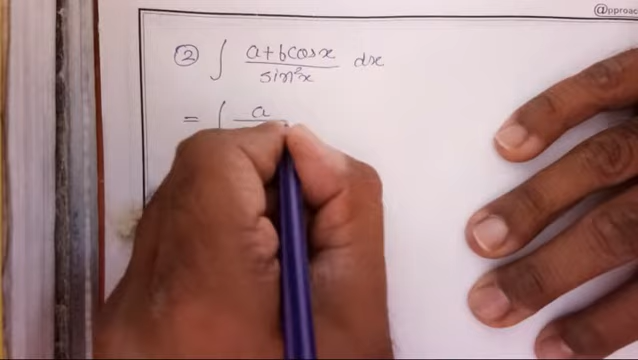 @pproac
② ∫ a+bcosx / sin²x dx
= ∫ a